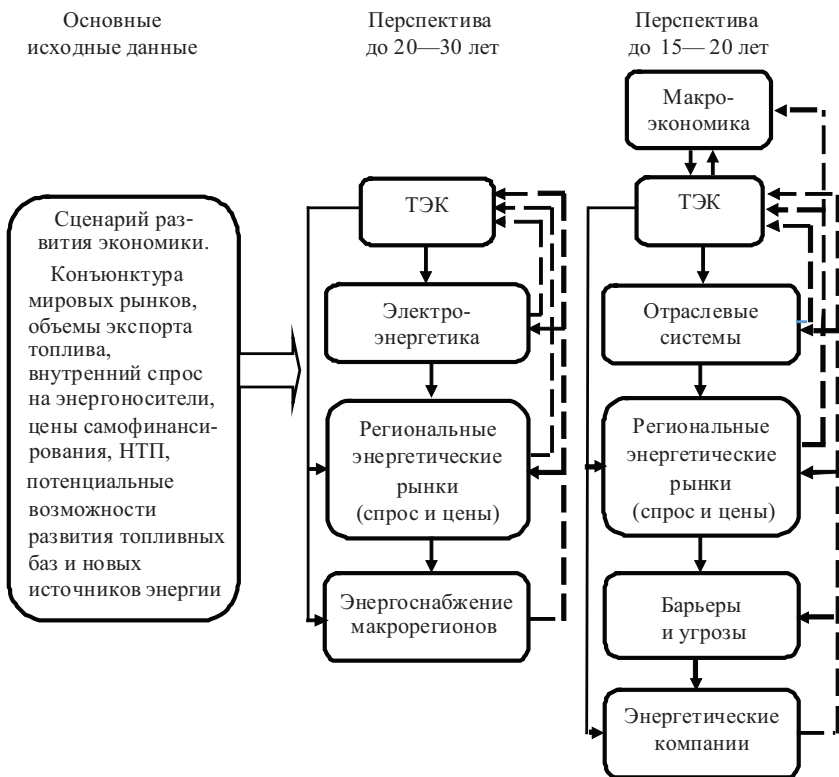 Основные
исходные данные
Сценарий раз-
вития экономики.
Конъюнктура
мировых рынков,
объемы экспорта
топлива,
внутренний спрос
на энергоносители,
цены самофинанси-
рования, НТП,
потенциальные
возможности
развития топливных
баз и новых
источников энергии
Перспектива
до 20—30 лет
ТЭК
Электро-
энергетика
Региональные
энергетические
рынки
(спрос и цены)
Энергоснабжение
макрорегионов
Перспектива
до 15— 20 лет
Макро-
экономика
ТЭК
Отраслевые
системы
Региональные
энергетические
рынки
(спрос и цены)
Барьеры
и угрозы
Энергетические
компании